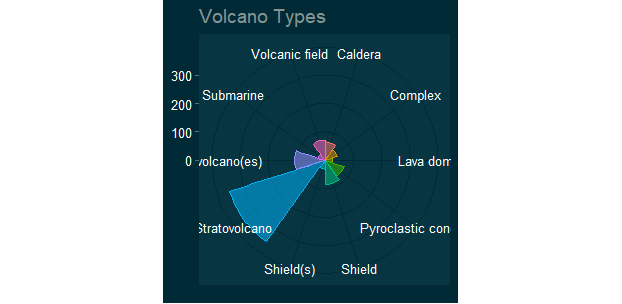 Volcano Types
Volcanic field
Caldera
300
Submarine
Complex
200
100
0
volcano(es)
Lava dom
Stratovolcano
Pyroclastic con
Shield(s)
Shield